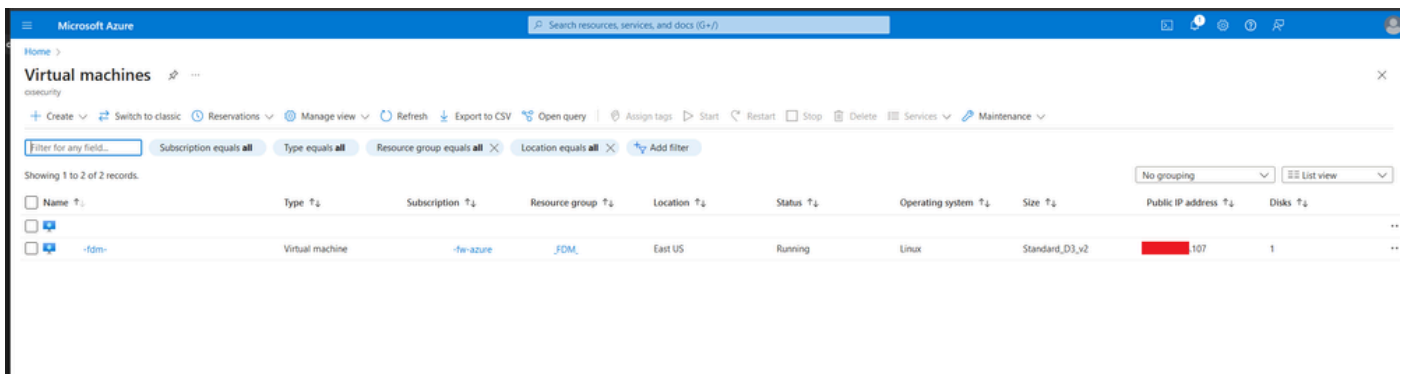 Microsoft Azure
Search resources, services, and docs (G+/)
1
Home >
Virtual machines
cxsecurity
Create
Switch to classic
Reservations
Manage view
Refresh
Export to CSV
Open query
Assign tags
Start
Restart
Stop
Delete
Services
Maintenance
Filter for any field...
Subscription equals all
Type equals all
Resource group equals all
Location equals all
Add filter
Showing 1 to 2 of 2 records.
No grouping
List view
Name Type Subscription Resource group Location Status Operating system Size Public IP address Disks
-fdm- Virtual machine -fw-azure _FDM_ East US Running Linux Standard_D3_v2 .107 1